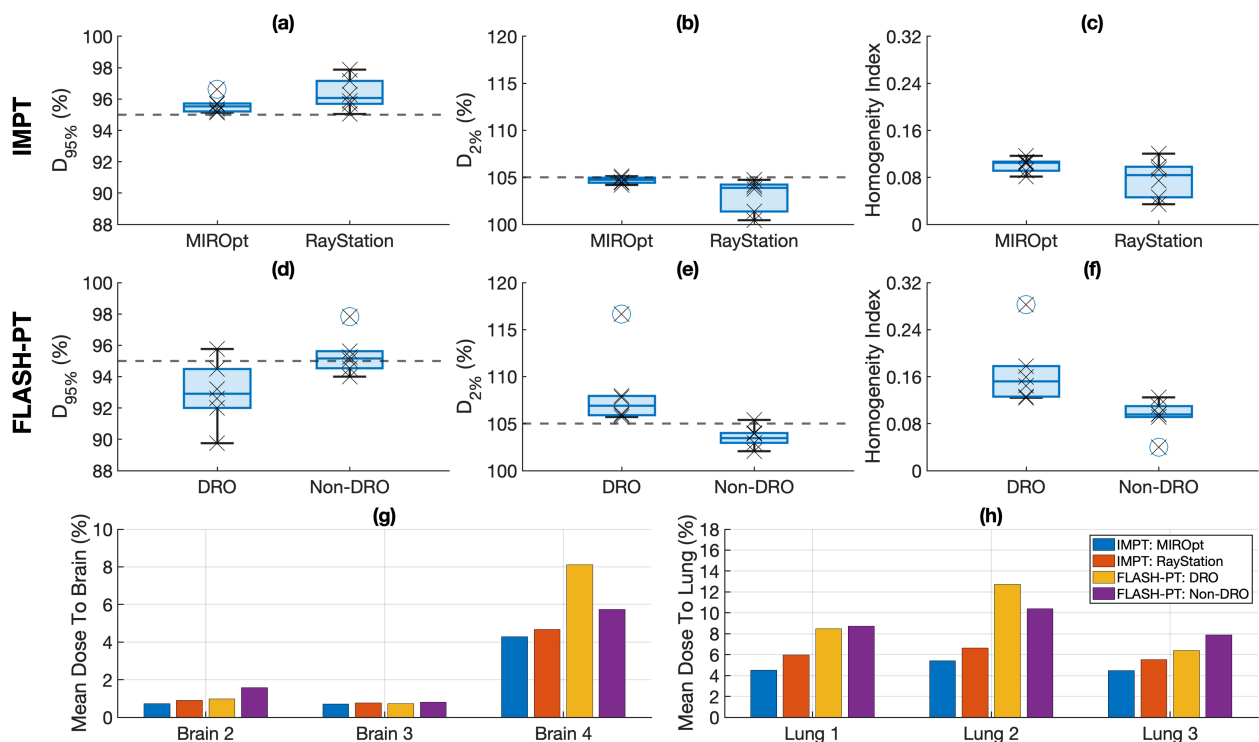 (a)
(b)
(c)
IMPT
D95% (%)
100
98
96
94
92
90
88
MIROpt
RayStation
D2% (%)
120
115
110
105
100
MIROpt
RayStation
Homogeneity Index
0.32
0.24
0.16
0.08
0
MIROpt
RayStation
(d)
(e)
(f)
FLASH-PT
D95% (%)
100
98
96
94
92
90
88
DRO
Non-DRO
D2% (%)
120
115
110
105
100
DRO
Non-DRO
Homogeneity Index
0.32
0.24
0.16
0.08
0
DRO
Non-DRO
(g)
Mean Dose To Brain (%)
10
8
6
4
2
0
Brain 2
Brain 3
Brain 4
(h)
Mean Dose To Lung (%)
18
16
14
12
10
8
6
4
2
0
IMPT: MIROpt
IMPT: RayStation
FLASH-PT: DRO
FLASH-PT: Non-DRO
Lung 1
Lung 2
Lung 3